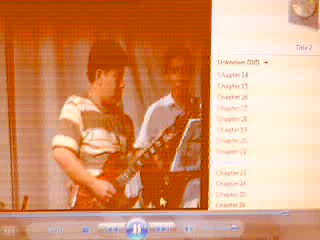 Title 2
Unknown DVD
Chapter 14
Chapter 15
Chapter 16
Chapter 17
Chapter 18
Chapter 19
Chapter 20
Chapter 21
Chapter 22
Chapter 23
Chapter 24
Chapter 25
Chapter 26